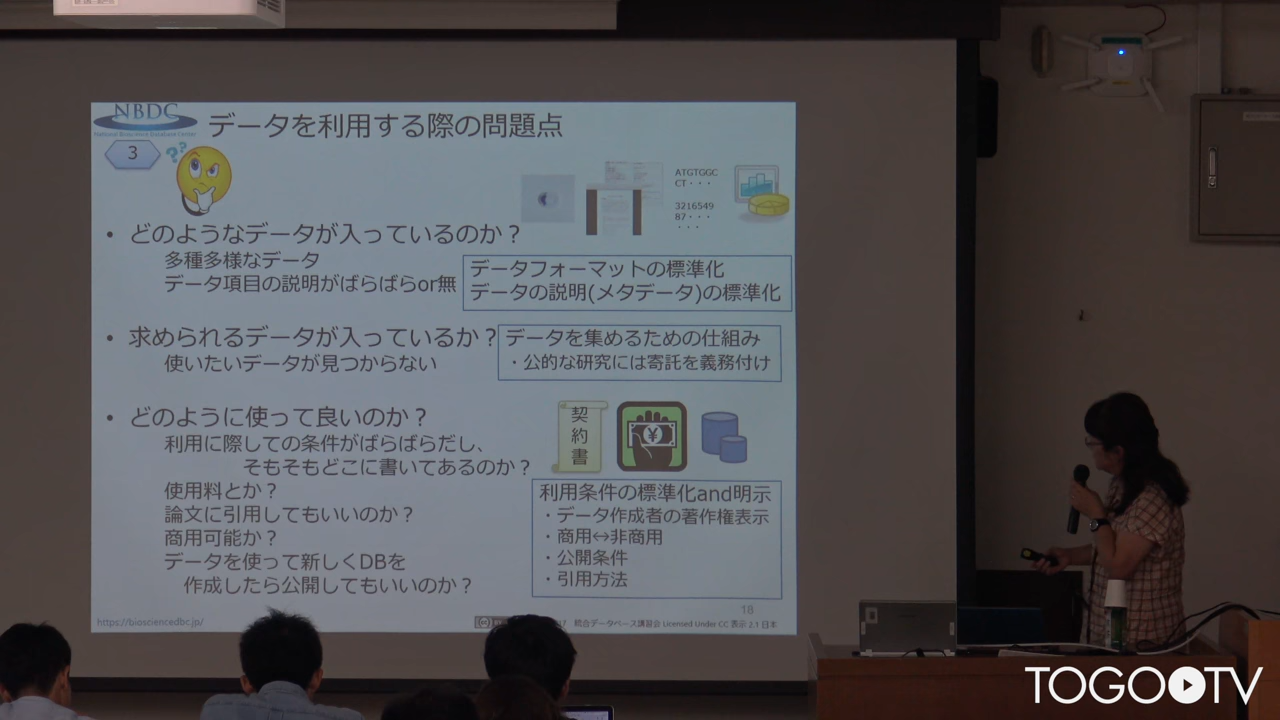 NBDC
National Bioscience Database Center
データを利用する際の問題点
3
??
ATGTGGC
CT・・・
3216549
87・・・
・・・
• どのようなデータが入っているのか？
多種多様なデータ
データ項目の説明がばらばらor無
データフォーマットの標準化
データの説明(メタデータ)の標準化
• 求められるデータが入っているか？
使いたいデータが見つからない
データを集めるための仕組み
・公的な研究には寄託を義務付け
• どのように使って良いのか？
利用に際しての条件がばらばらだし、
そもそもどこに書いてあるのか？
使用料とか？
論文に引用してもいいのか？
商用可能か？
データを使って新しくDBを
作成したら公開してもいいのか？
契約書
¥
利用条件の標準化and明示
・データ作成者の著作権表示
・商用↔非商用
・公開条件
・引用方法
18
https://biosciencedbc.jp/
統合データベース講習会 Licensed Under CC 表示 2.1 日本
TOGO TV